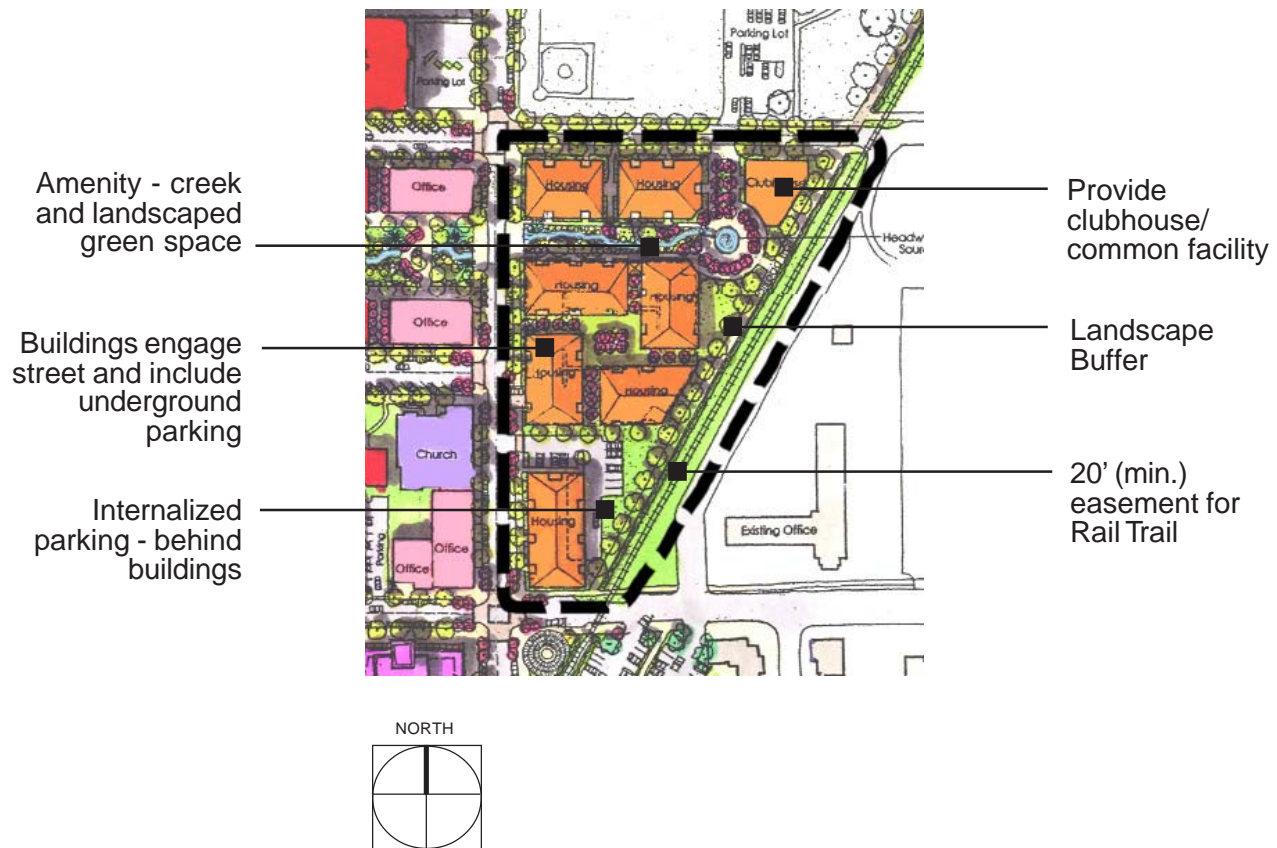 Parking Lot
Parking Lot
Amenity - creek
and landscaped
green space
Office
Housing
Housing
Provide
clubhouse/
common facility
Housing
Housing
Office
Landscape
Buffer
Buildings engage
street and include
underground
parking
Housing
Housing
Church
20' (min.)
easement for
Rail Trail
Internalized
parking - behind
buildings
Housing
Existing Office
Office
Office
Parking
NORTH